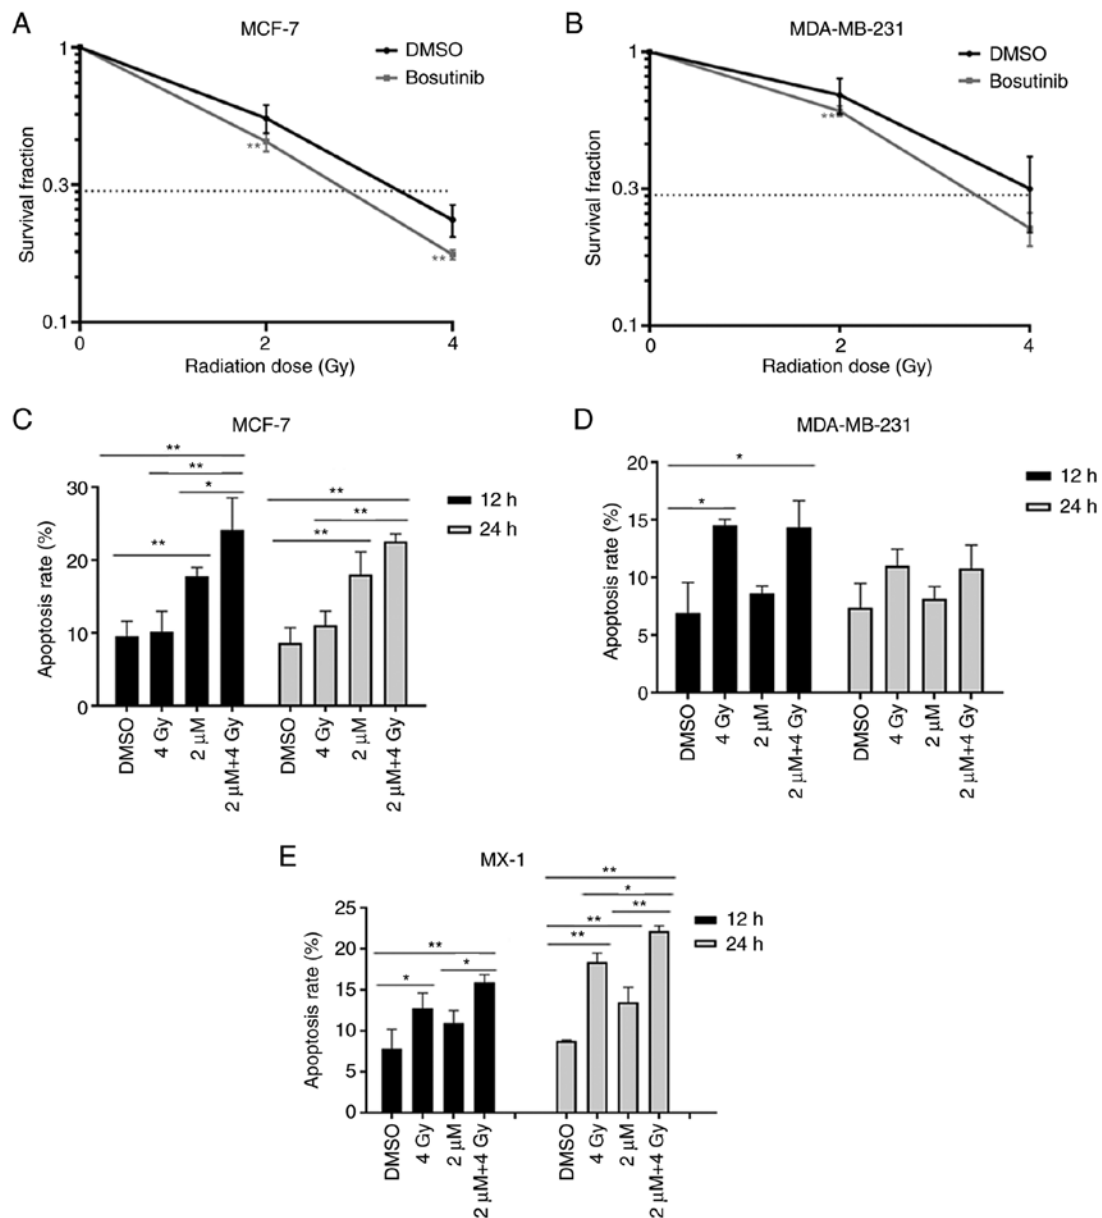 A
MCF-7
DMSO
Bosutinib
1
0.3
0.1
Survival fraction
**
**
0
2
4
Radiation dose (Gy)
B
MDA-MB-231
DMSO
Bosutinib
1
0.3
0.1
Survival fraction
**
0
2
4
Radiation dose (Gy)
C
MCF-7
**
**
*
**
**
**
**
12 h
24 h
30
20
10
0
Apoptosis rate (%)
DMSO
4 Gy
2 μM
2 μM+4 Gy
DMSO
4 Gy
2 μM
2 μM+4 Gy
D
MDA-MB-231
*
*
12 h
24 h
20
15
10
5
0
Apoptosis rate (%)
DMSO
4 Gy
2 μM
2 μM+4 Gy
DMSO
4 Gy
2 μM
2 μM+4 Gy
E
MX-1
**
*
**
**
**
**
*
*
12 h
24 h
25
20
15
10
5
0
Apoptosis rate (%)
DMSO
4 Gy
2 μM
2 μM+4 Gy
DMSO
4 Gy
2 μM
2 μM+4 Gy